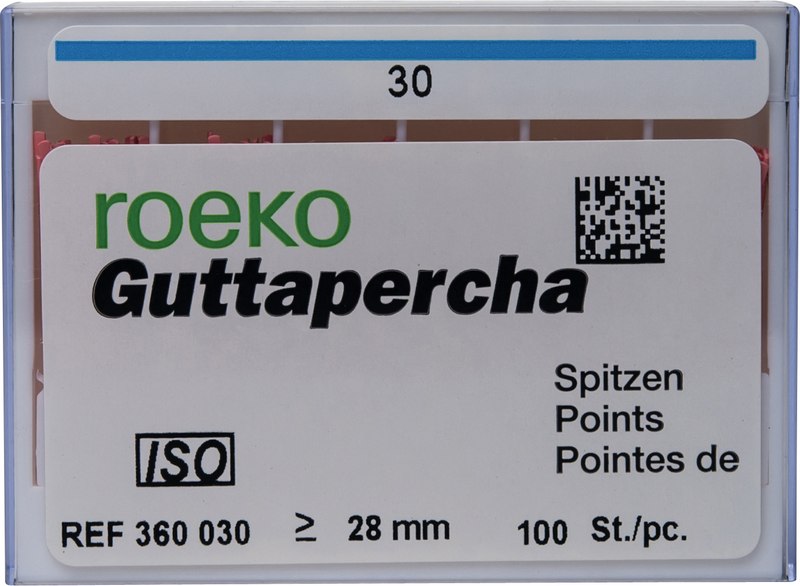 30
roeko
Guttapercha
Spitzen
Points
Pointes de
ISO
REF 360 030 ≥ 28 mm 100 St./pc.